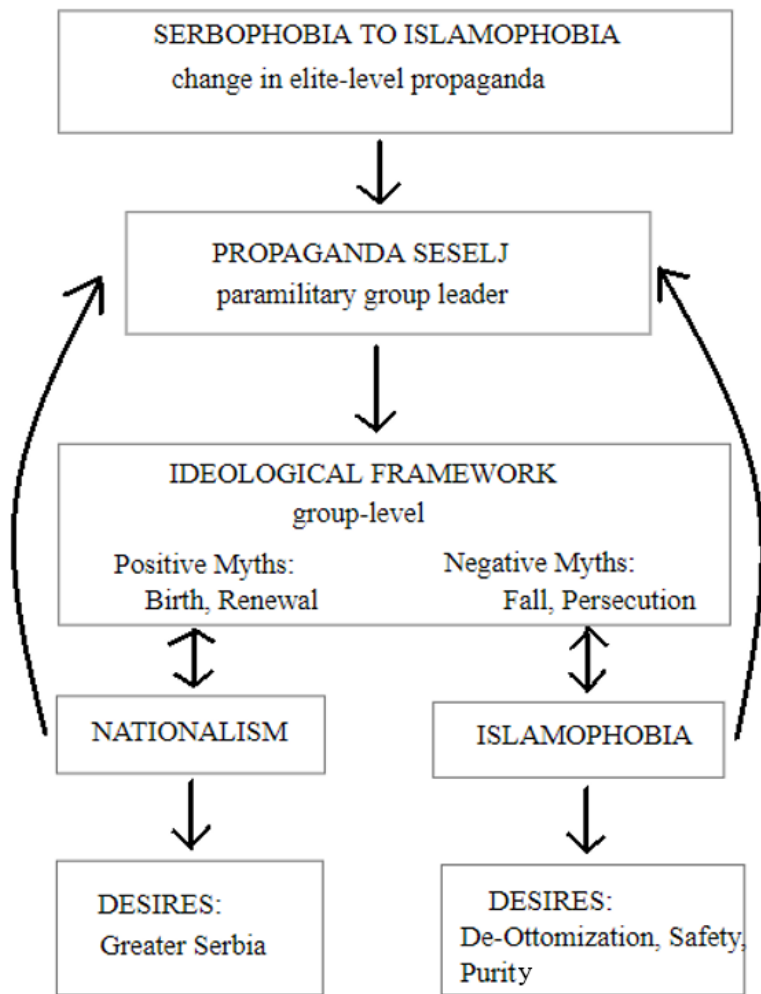 SERBOPHOBIA TO ISLAMOPHOBIA
change in elite-level propaganda
PROPAGANDA SESELJ
paramilitary group leader
IDEOLOGICAL FRAMEWORK
group-level
Positive Myths:
Birth, Renewal
Negative Myths:
Fall, Persecution
NATIONALISM
ISLAMOPHOBIA
DESIRES:
Greater Serbia
DESIRES:
De-Ottomization, Safety,
Purity